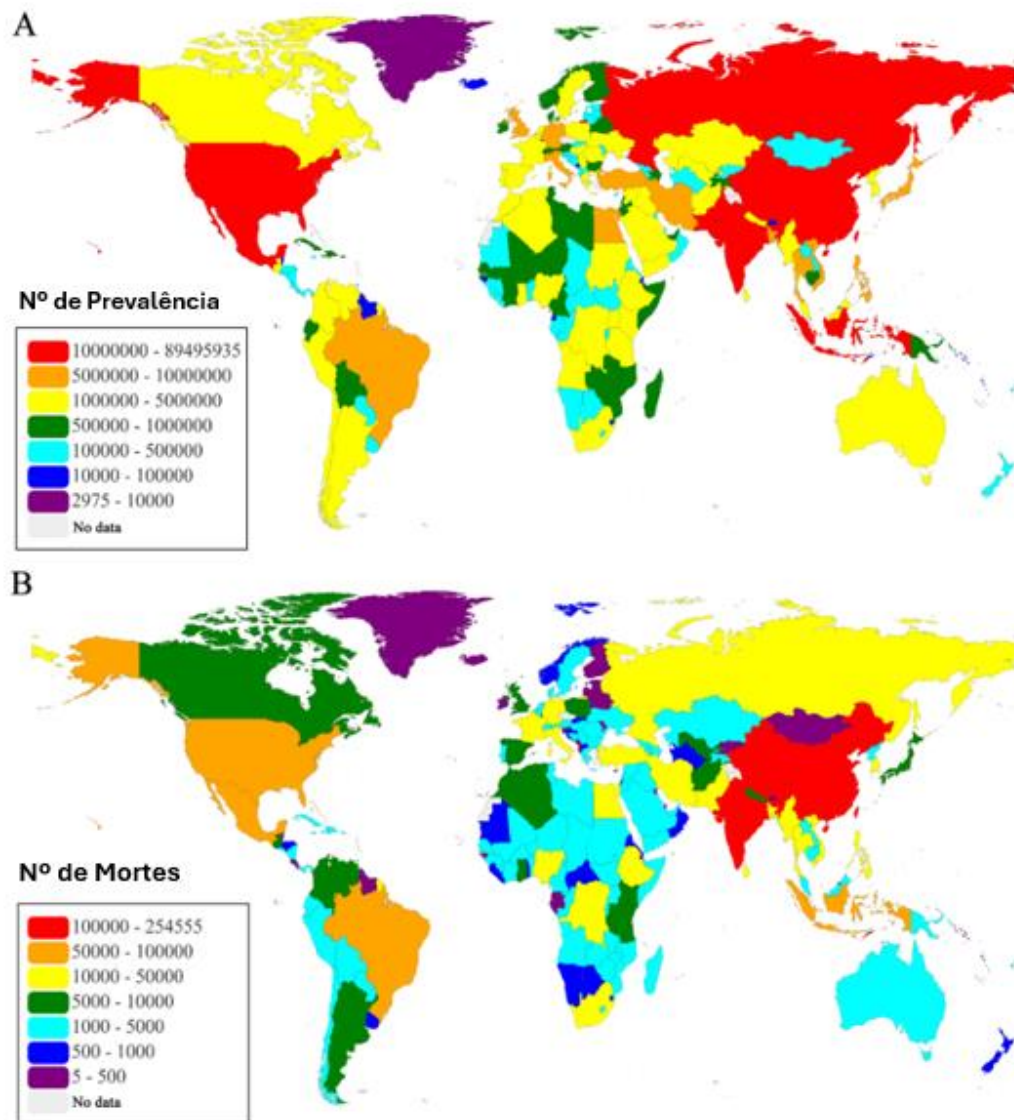 A
Nº de Prevalência
10000000 - 89495935
5000000 - 10000000
1000000 - 5000000
500000 - 1000000
100000 - 500000
10000 - 100000
2975 - 10000
No data
B
Nº de Mortes
100000 - 254555
50000 - 100000
10000 - 50000
5000 - 10000
1000 - 5000
500 - 1000
5 - 500
No data